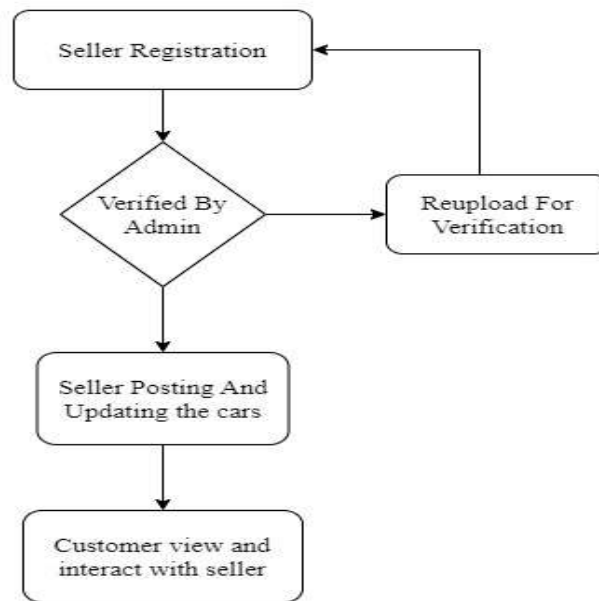 Seller Registration
Verified By
Admin
Reupload For
Verification
Seller Posting And
Updating the cars
Customer view and
interact with seller